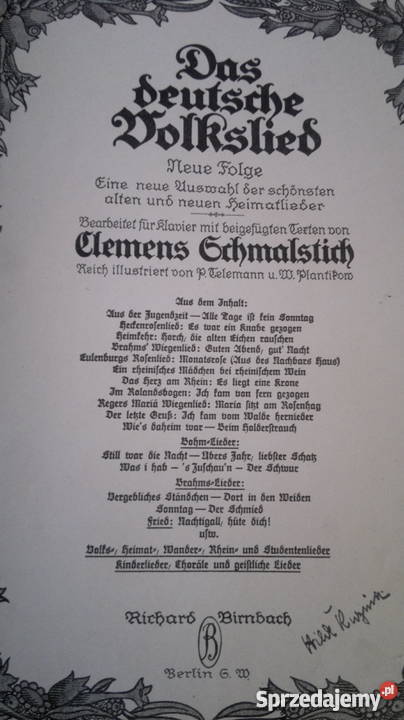 Das
deutsche
Volkslied
Neue Folge
Eine neue Auswahl der schönsten
alten und neuen Heimatlieder
Bearbeitet für Klavier mit beigefügten Texten von
Clemens Schmalstich
Reich illustriert von P. Telemann u. W. Plantikow
Aus dem Inhalt:
Aus der Jugendzeit — Alle Tage ist kein Sonntag
Heckenrosenlied: Es war ein Knabe gezogen
Heimkehr: Horch, die alten Eichen rauschen
Brahms' Wiegenlied: Guten Abend, gut' Nacht
Eulenburgs Rosenlied: Monatsrose (Aus des Nachbars Haus)
Ein rheinisches Mädchen bei rheinischem Wein
Das Herz am Rhein: Es liegt eine Krone
Im Rolandsbogen: Ich kam von fern gezogen
Regers Mariä Wiegenlied: Maria sitzt am Rosenhag
Der letzte Gruß: Ich kam vom Walde hernieder
Wie's daheim war — Beim Holderstrauch
Bohm-Lieder:
Still war die Nacht — Übers Jahr, liebster Schatz
Was i hab — 's Zuschau'n — Der Schwur
Brahms-Lieder:
Vergebliches Ständchen — Dort in den Weiden
Sonntag — Der Schmied
Fried: Nachtigall, hüte dich!
usw.
Volks-, Heimat-, Wander-, Rhein- und Studentenlieder
Kinderlieder, Choräle und geistliche Lieder
Richard Birnbach
B
Berlin S.W
Sprzedajemy.pl